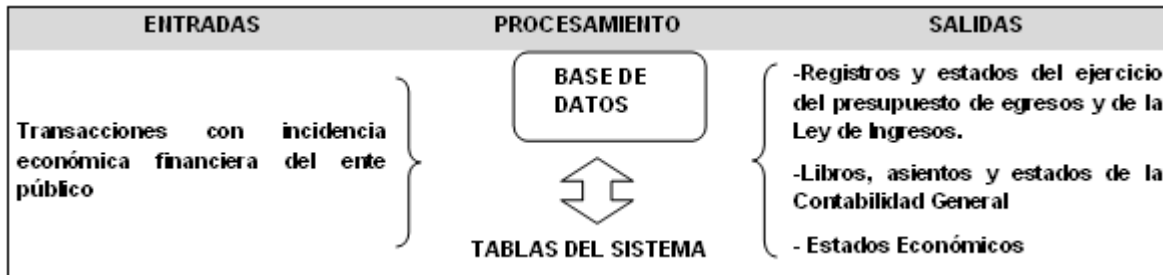 ENTRADAS PROCESAMIENTO SALIDAS
Transacciones con incidencia
económica financiera del ente
público
BASE DE
DATOS
TABLAS DEL SISTEMA
-Registros y estados del ejercicio
del presupuesto de egresos y de la
Ley de Ingresos.
-Libros, asientos y estados de la
Contabilidad General
- Estados Económicos